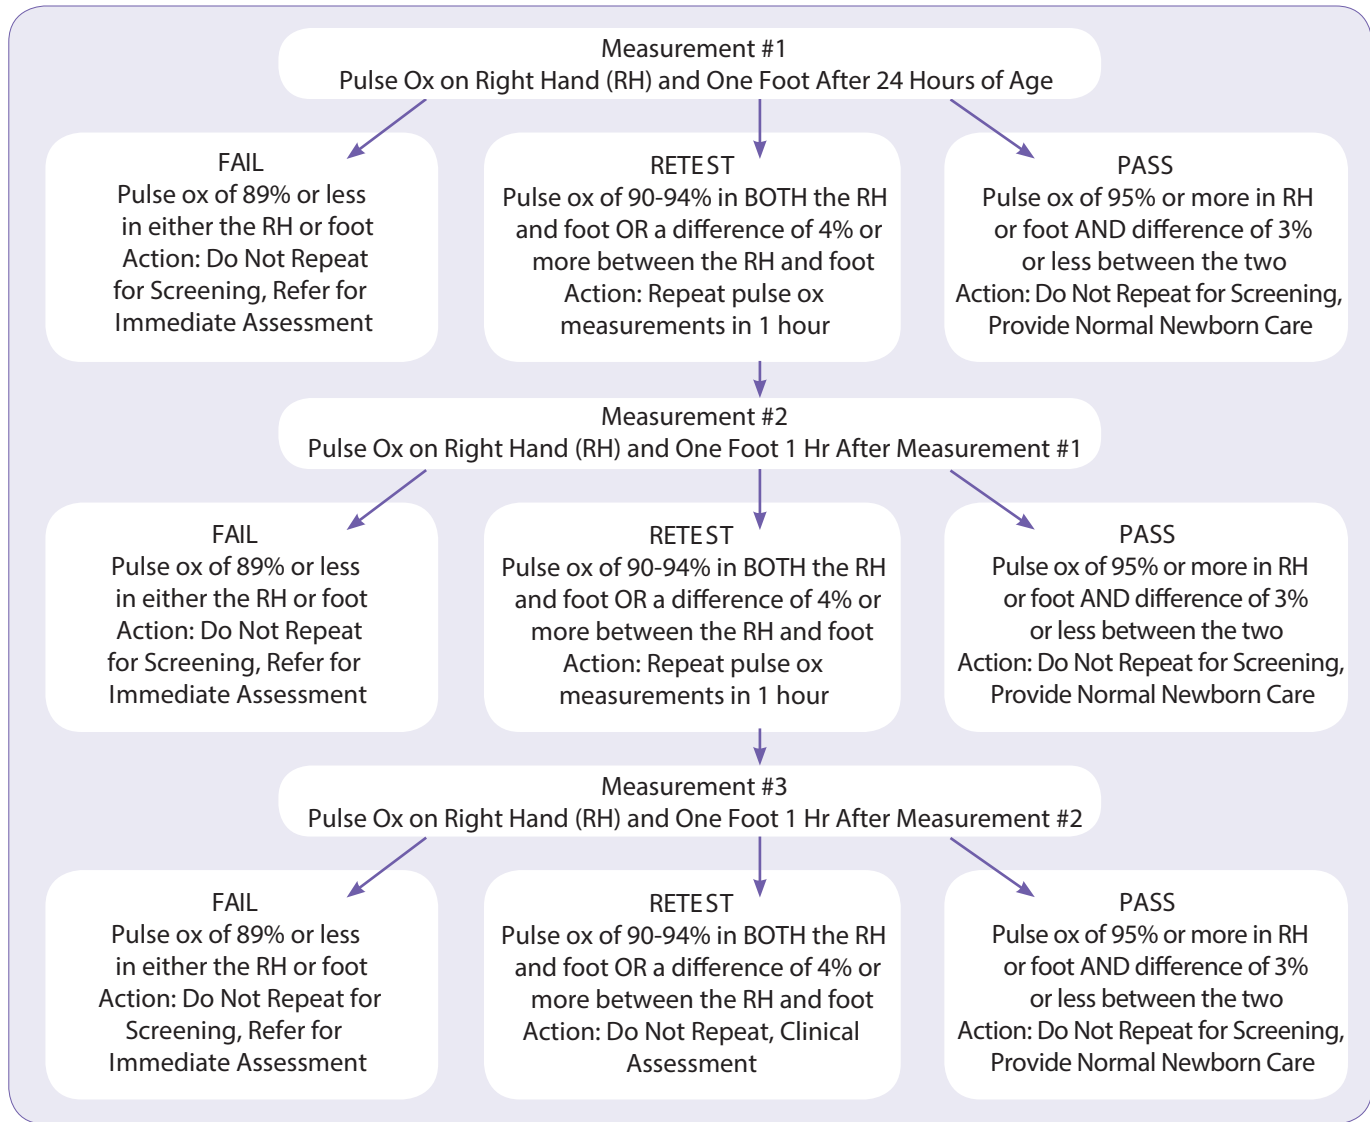 Measurement #1
Pulse Ox on Right Hand (RH) and One Foot After 24 Hours of Age
FAIL
Pulse ox of 89% or less
in either the RH or foot
Action: Do Not Repeat
for Screening, Refer for
Immediate Assessment
RETEST
Pulse ox of 90-94% in BOTH the RH
and foot OR a difference of 4% or
more between the RH and foot
Action: Repeat pulse ox
measurements in 1 hour
PASS
Pulse ox of 95% or more in RH
or foot AND difference of 3%
or less between the two
Action: Do Not Repeat for Screening,
Provide Normal Newborn Care
Measurement #2
Pulse Ox on Right Hand (RH) and One Foot 1 Hr After Measurement #1
FAIL
Pulse ox of 89% or less
in either the RH or foot
Action: Do Not Repeat
for Screening, Refer for
Immediate Assessment
RETEST
Pulse ox of 90-94% in BOTH the RH
and foot OR a difference of 4% or
more between the RH and foot
Action: Repeat pulse ox
measurements in 1 hour
PASS
Pulse ox of 95% or more in RH
or foot AND difference of 3%
or less between the two
Action: Do Not Repeat for Screening,
Provide Normal Newborn Care
Measurement #3
Pulse Ox on Right Hand (RH) and One Foot 1 Hr After Measurement #2
FAIL
Pulse ox of 89% or less
in either the RH or foot
Action: Do Not Repeat for
Screening, Refer for
Immediate Assessment
RETEST
Pulse ox of 90-94% in BOTH the RH
and foot OR a difference of 4% or
more between the RH and foot
Action: Do Not Repeat, Clinical
Assessment
PASS
Pulse ox of 95% or more in RH
or foot AND difference of 3%
or less between the two
Action: Do Not Repeat for Screening,
Provide Normal Newborn Care